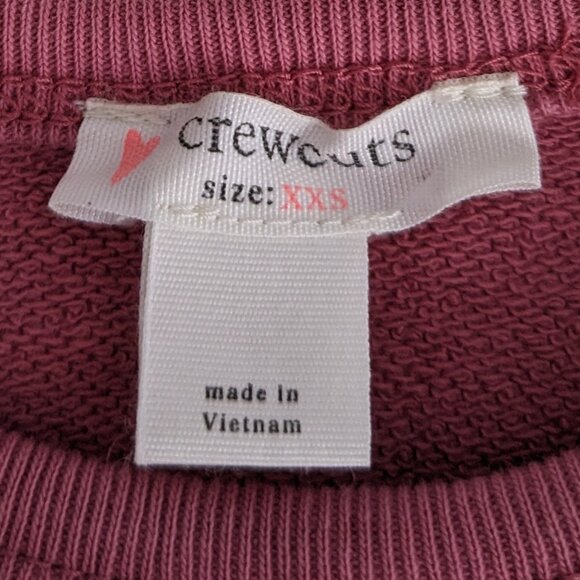 crewcuts
size: XXS
made in
Vietnam